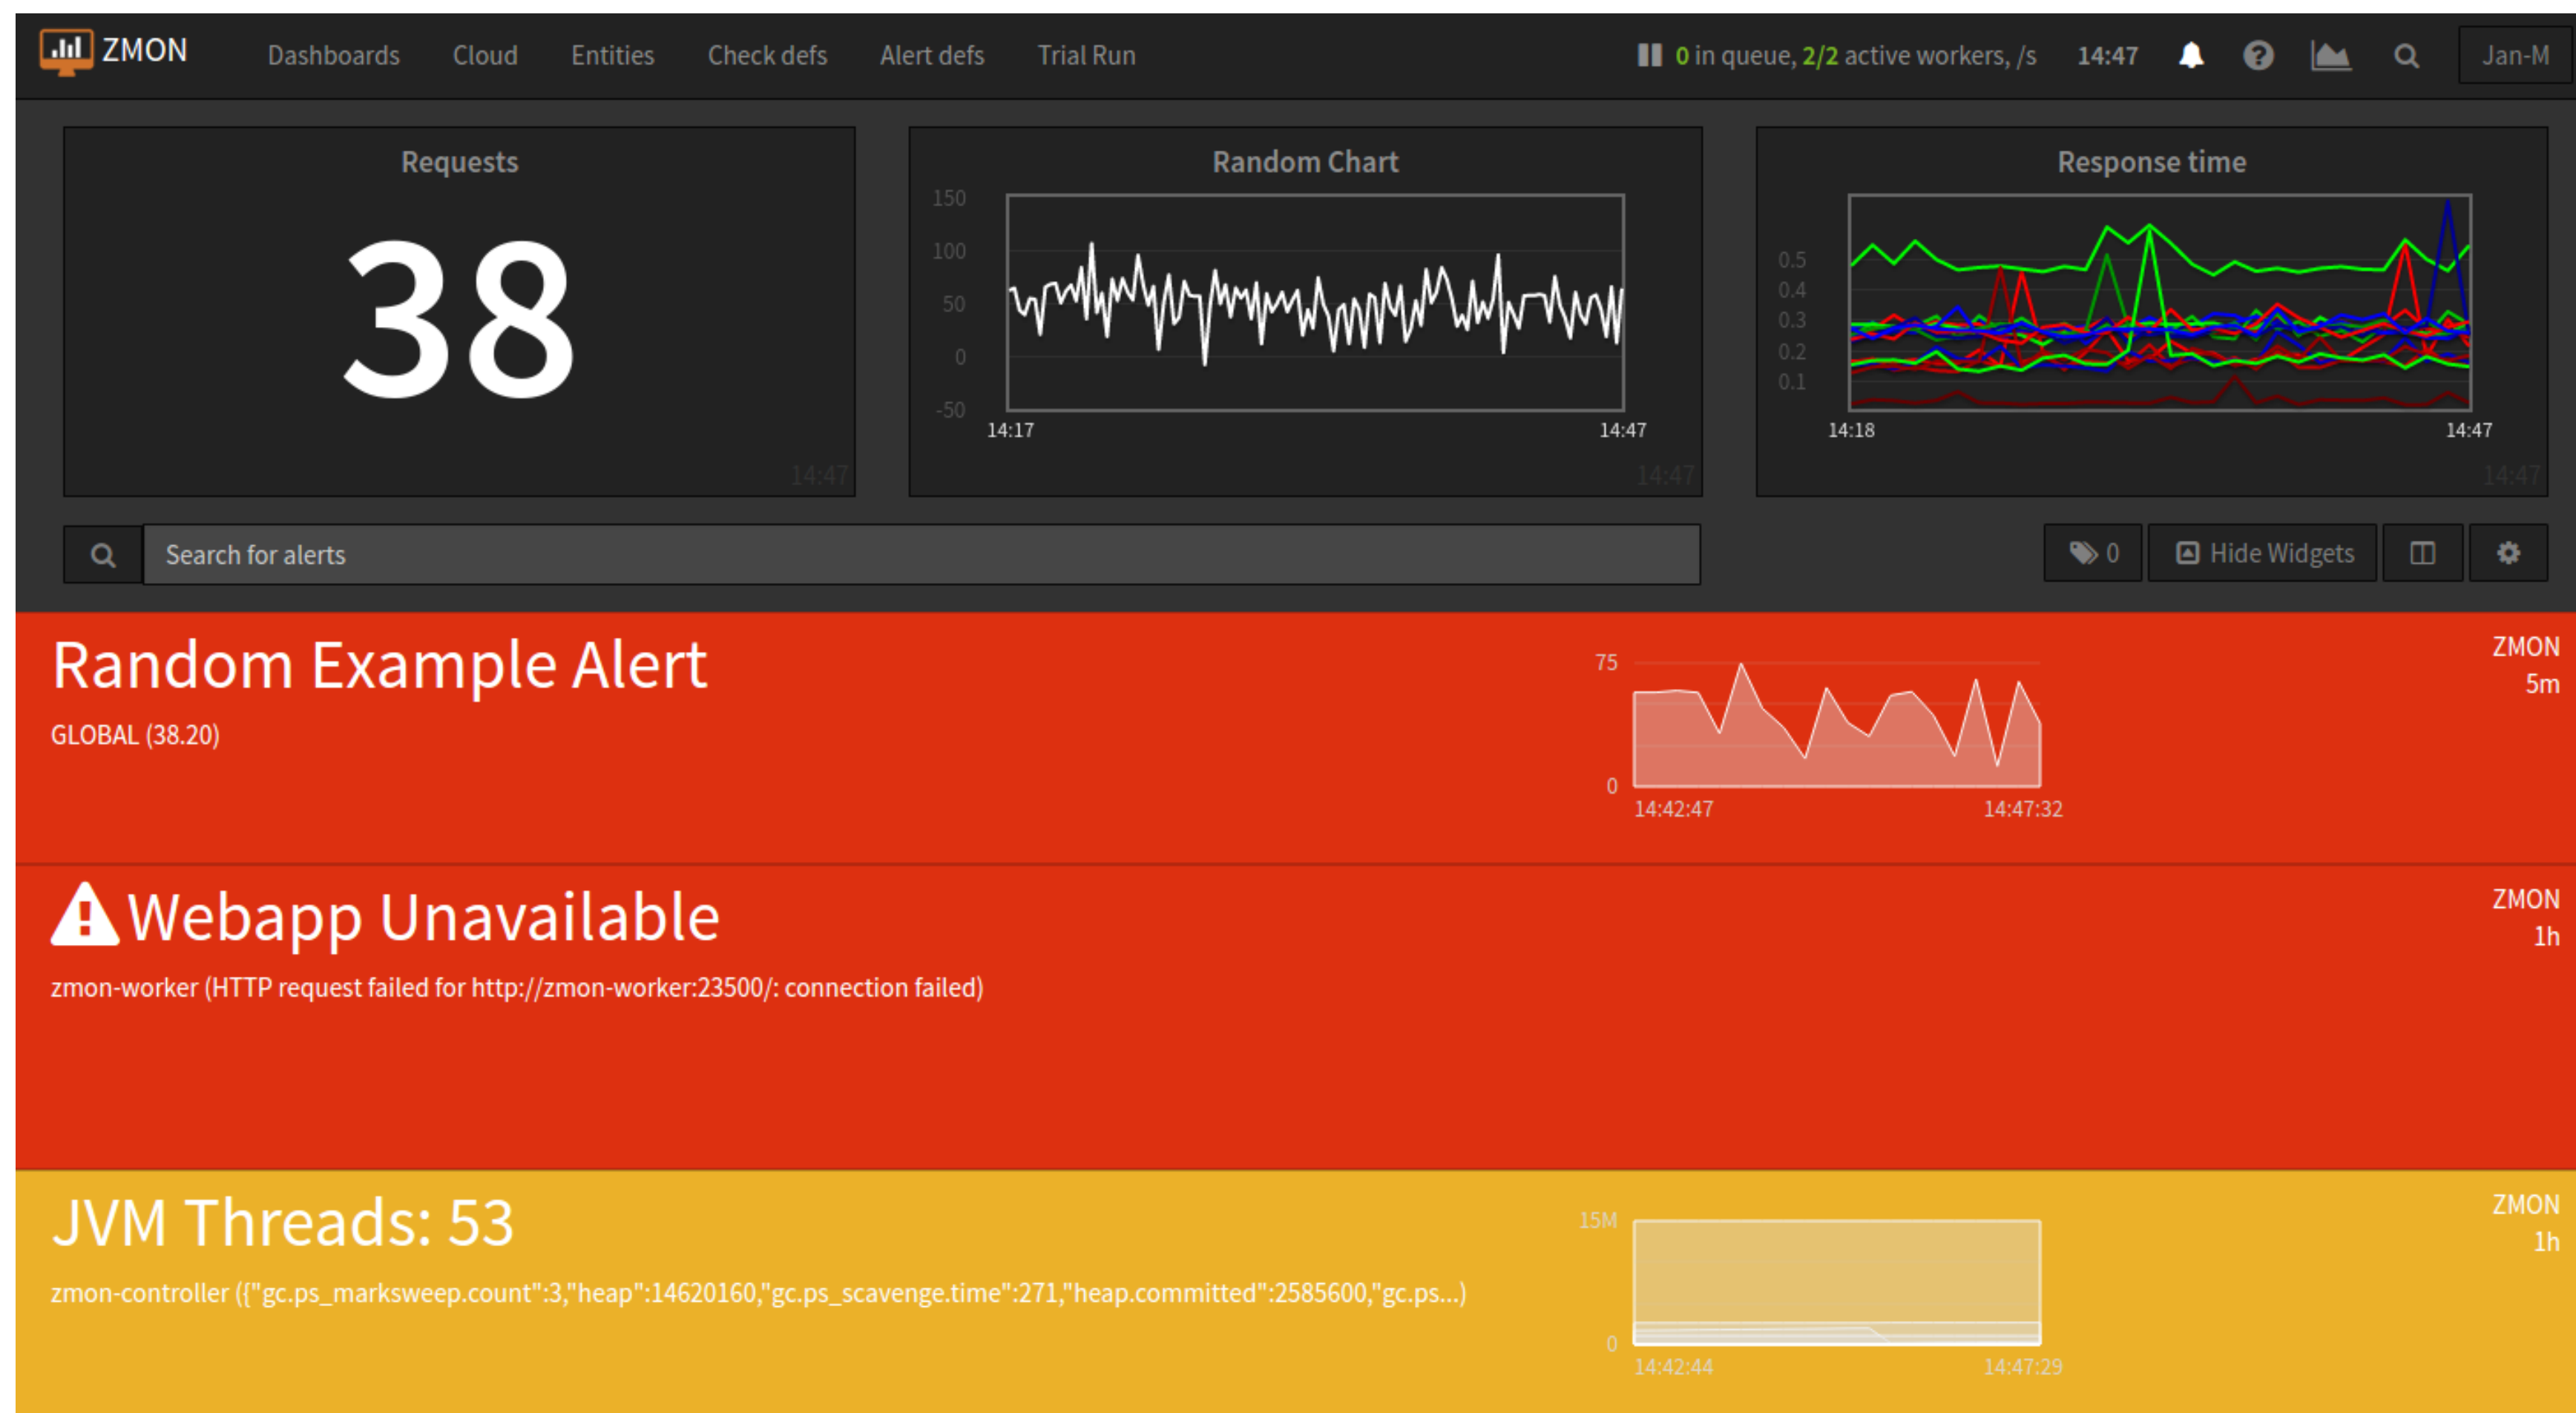 ZMON Dashboards Cloud Entities Check defs Alert defs Trial Run 0 in queue, 2/2 active workers, /s 14:47 Jan-M
Requests
38
14:47
Random Chart
150
100
50
0
-50
14:17 14:47
14:47
Response time
0.5
0.4
0.3
0.2
0.1
14:18 14:47
14:47
Search for alerts 0 Hide Widgets
Random Example Alert
GLOBAL (38.20)
75
0
14:42:47 14:47:32
ZMON
5m
Webapp Unavailable
zmon-worker (HTTP request failed for http://zmon-worker:23500/: connection failed)
ZMON
1h
JVM Threads: 53
zmon-controller ({"gc.ps_marksweep.count":3,"heap":14620160,"gc.ps_scavenge.time":271,"heap.committed":2585600,"gc.ps...)
15M
0
14:42:44 14:47:29
ZMON
1h